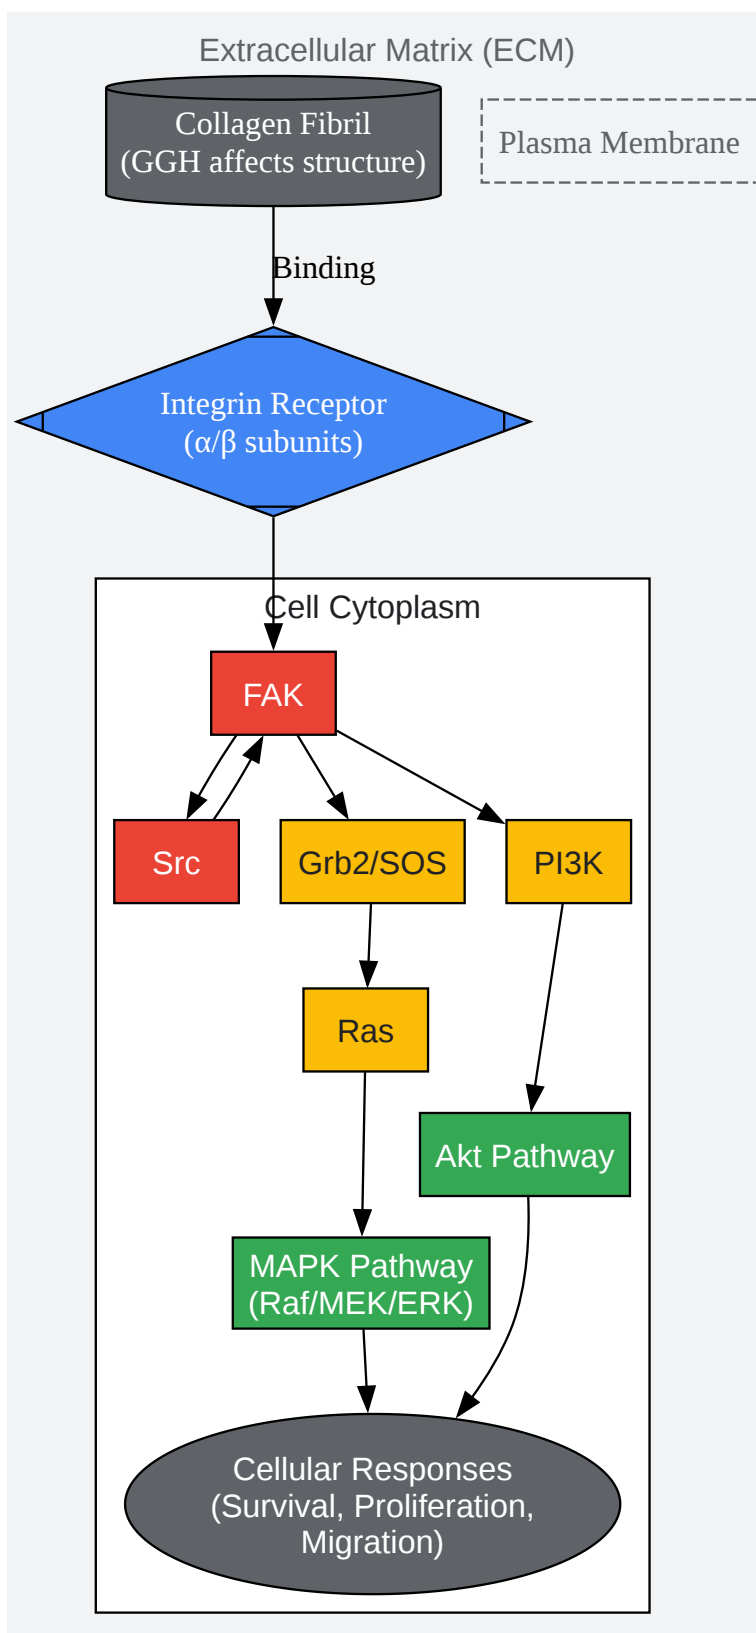 Extracellular Matrix (ECM)
Collagen Fibril
(GGH affects structure)
Plasma Membrane
Binding
Integrin Receptor
(α/β subunits)
Cell Cytoplasm
FAK
Src
Grb2/SOS
PI3K
Ras
Akt Pathway
MAPK Pathway
(Raf/MEK/ERK)
Cellular Responses
(Survival, Proliferation,
Migration)